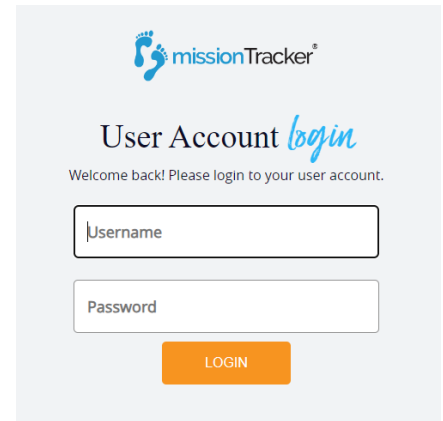 missionTracker®
User Account login
Welcome back! Please login to your user account.
Username
Password
LOGIN